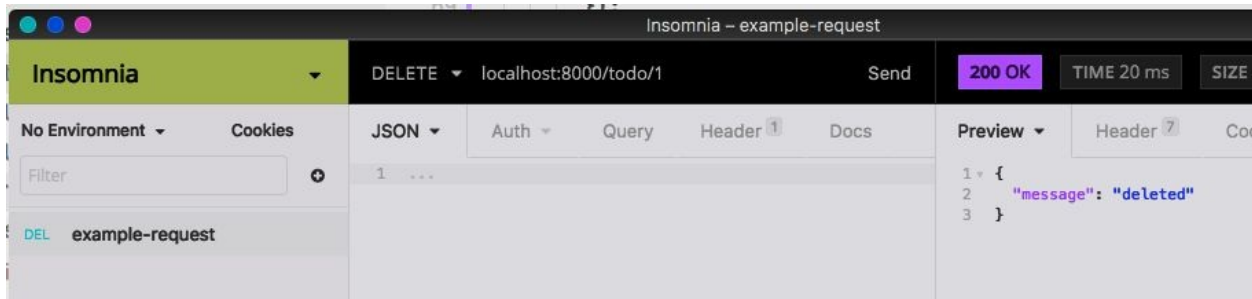 Insomnia – example-request
Insomnia
DELETE localhost:8000/todo/1 Send
200 OK TIME 20 ms SIZE
No Environment Cookies
JSON Auth Query Header 1 Docs
Preview Header 7
Filter
1 ...
1 {
2 "message": "deleted"
3 }
DEL example-request